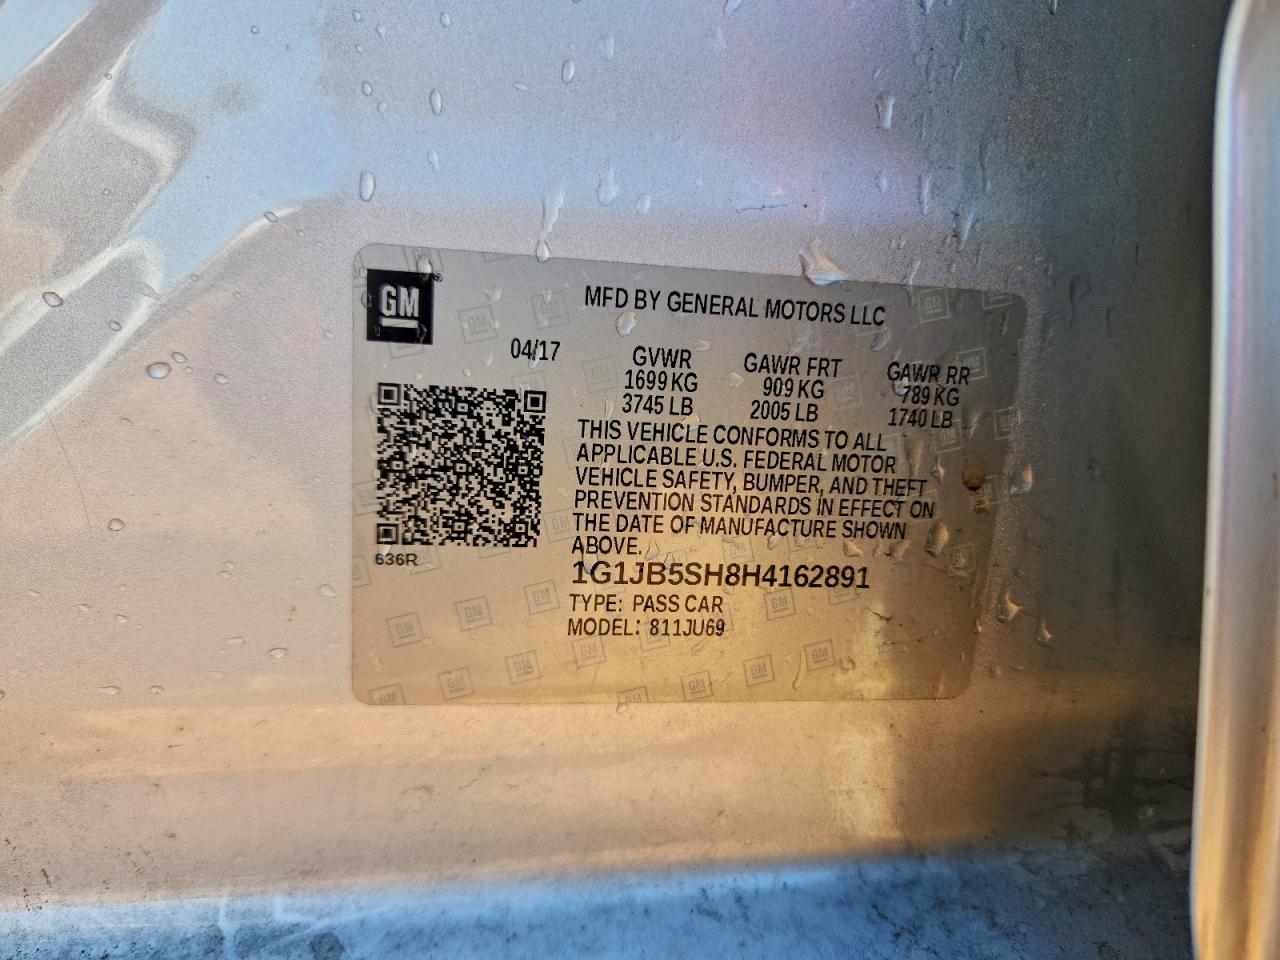 GM
MFD BY GENERAL MOTORS LLC
04/17
GVWR GAWR FRT GAWR RR
1699 KG 909 KG 789 KG
3745 LB 2005 LB 1740 LB
THIS VEHICLE CONFORMS TO ALL
APPLICABLE U.S. FEDERAL MOTOR
VEHICLE SAFETY, BUMPER, AND THEFT
PREVENTION STANDARDS IN EFFECT ON
THE DATE OF MANUFACTURE SHOWN
ABOVE.
636R
1G1JB5SH8H4162891
TYPE: PASS CAR
MODEL: 811JU69